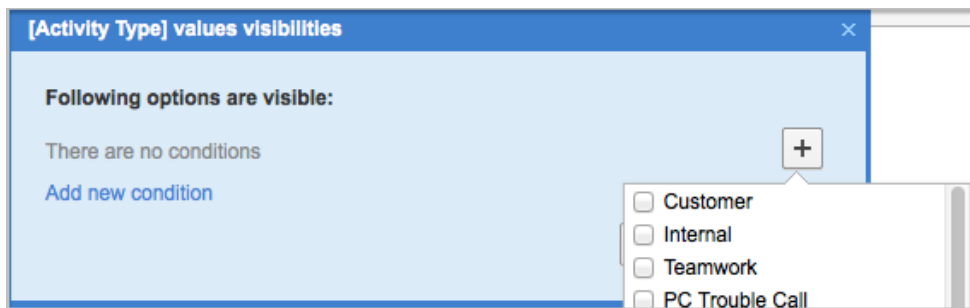 [Activity Type] values visibilities
×
Following options are visible:
There are no conditions
+
Add new condition
Customer
Internal
Teamwork
PC Trouble Call